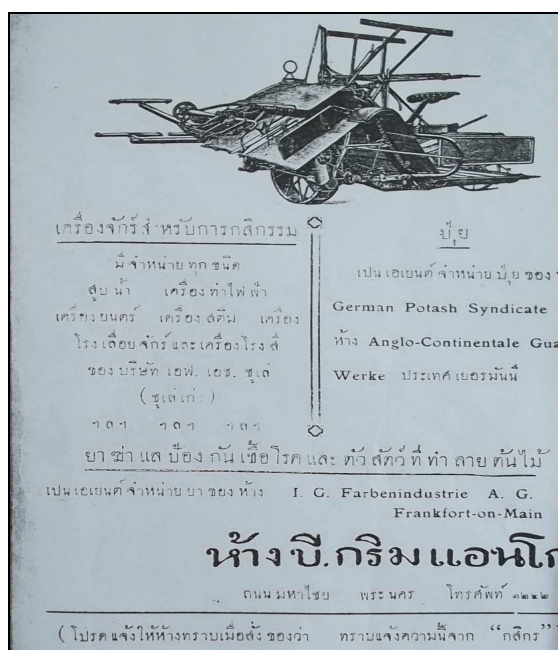 เครื่องจักร์สำหรับการกสิกรรม
มีจำหน่ายทุกชนิด
สูบน้ำ เครื่องทำไฟฟ้า
เครื่องยนตร์ เครื่องสตีม เครื่อง
โรงเลื่อยจักร์และเครื่องโรงสี
ของบริษัท เอฟ. เอช. ชูเล่
(ชูเล่เก่า)
ฯลฯ ฯลฯ ฯลฯ
ปุ๋ย
เปนเอเยนต์จำหน่ายปุ๋ยของ
German Potash Syndicate
ห้าง Anglo-Continentale
Werke ประเทศเยอรมันนี
ยาฆ่าแลป้องกันเชื้อโรคและตัวสัตว์ที่ทำลายต้นไม้
เปนเอเยนต์จำหน่ายยาของห้าง I. G. Farbenindustrie A. G.
Frankfort-on-Main
ห้างบี.กริมแอนโก
ถนนมหาไชย พระนคร โทรศัพท์ ๑๒๔๒
(โปรดแจ้งให้ห้างทราบเมื่อสั่งของว่า ทราบแจ้งความนี้จาก “กสิกร”